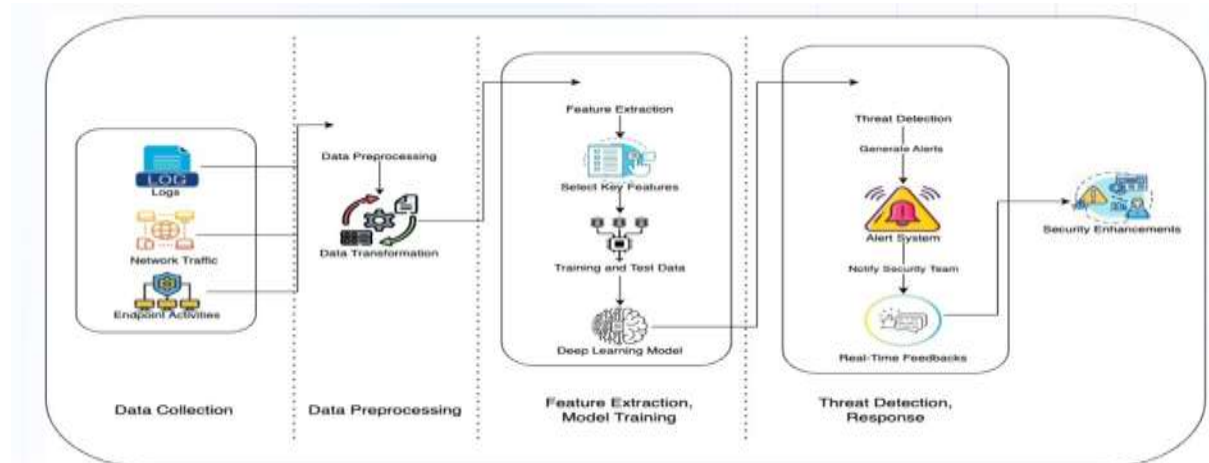 LOG
Logs
Network Traffic
Endpoint Activities
Data Collection
Data Preprocessing
Data Transformation
Data Preprocessing
Feature Extraction
Select Key Features
Training and Test Data
Deep Learning Model
Feature Extraction,
Model Training
Threat Detection
Generate Alerts
Alert System
Notify Security Team
Real-Time Feedbacks
Threat Detection,
Response
Security Enhancements